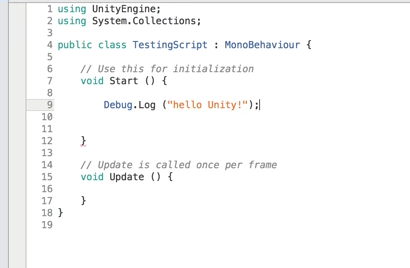 1 using UnityEngine;
2 using System.Collections;
3
4 public class TestingScript : MonoBehaviour {
5
6 // Use this for initialization
7 void Start () {
8
9 Debug.Log ("hello Unity!");
10
11
12 }
13
14 // Update is called once per frame
15 void Update () {
16
17 }
18 }
19